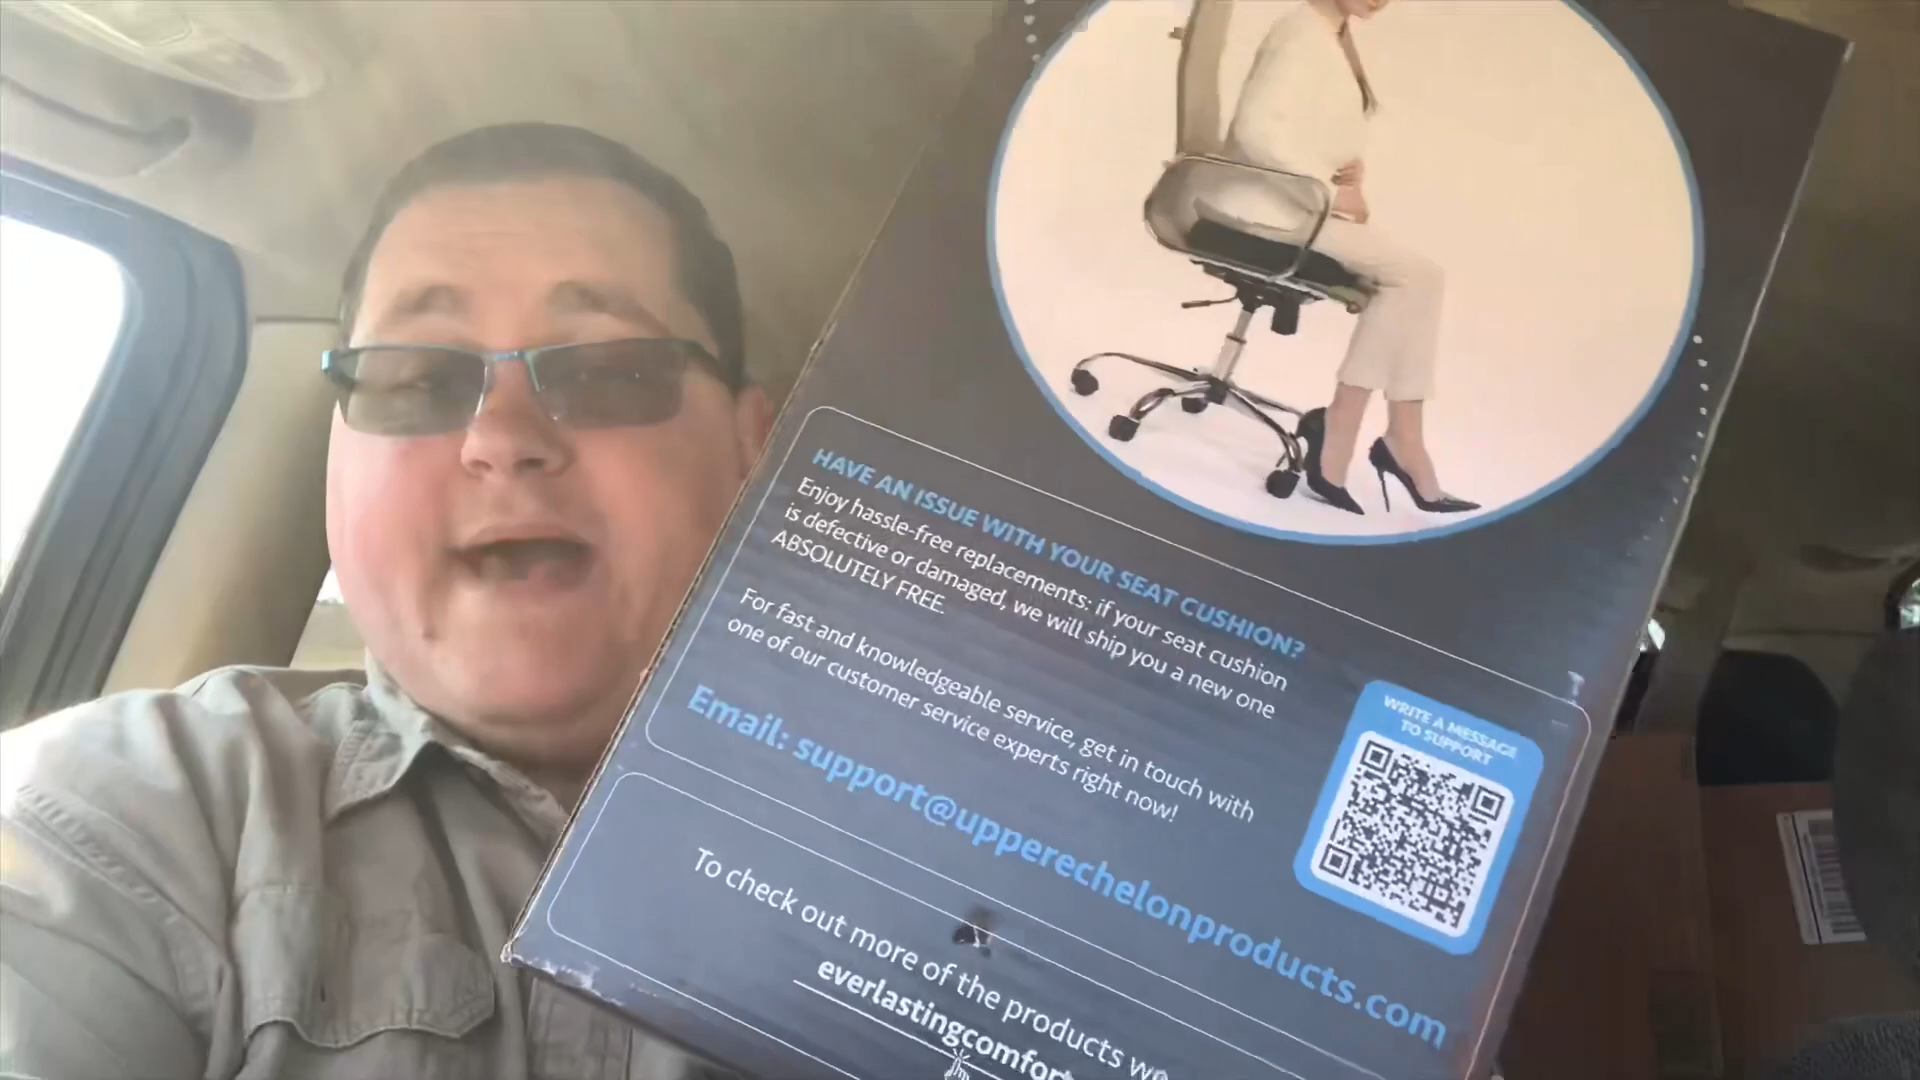 HAVE AN ISSUE WITH YOUR SEAT CUSHION?
Enjoy hassle-free replacements: if your seat cushion
is defective or damaged, we will ship you a new one
ABSOLUTELY FREE.
For fast and knowledgeable service, get in touch with
one of our customer service experts right now!
Email: support@upperechelonproducts.com
WRITE A MESSAGE
TO SUPPORT
To check out more of the products we
everlastingcomfort